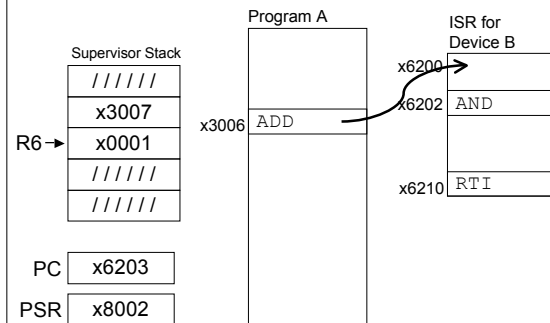 Program A
ISR for
Device B
Supervisor Stack
//////
x3007
R6 x0001
//////
//////
PC x6203
PSR x8002
x3006 ADD
x6200
x6202 AND
x6210 RTI